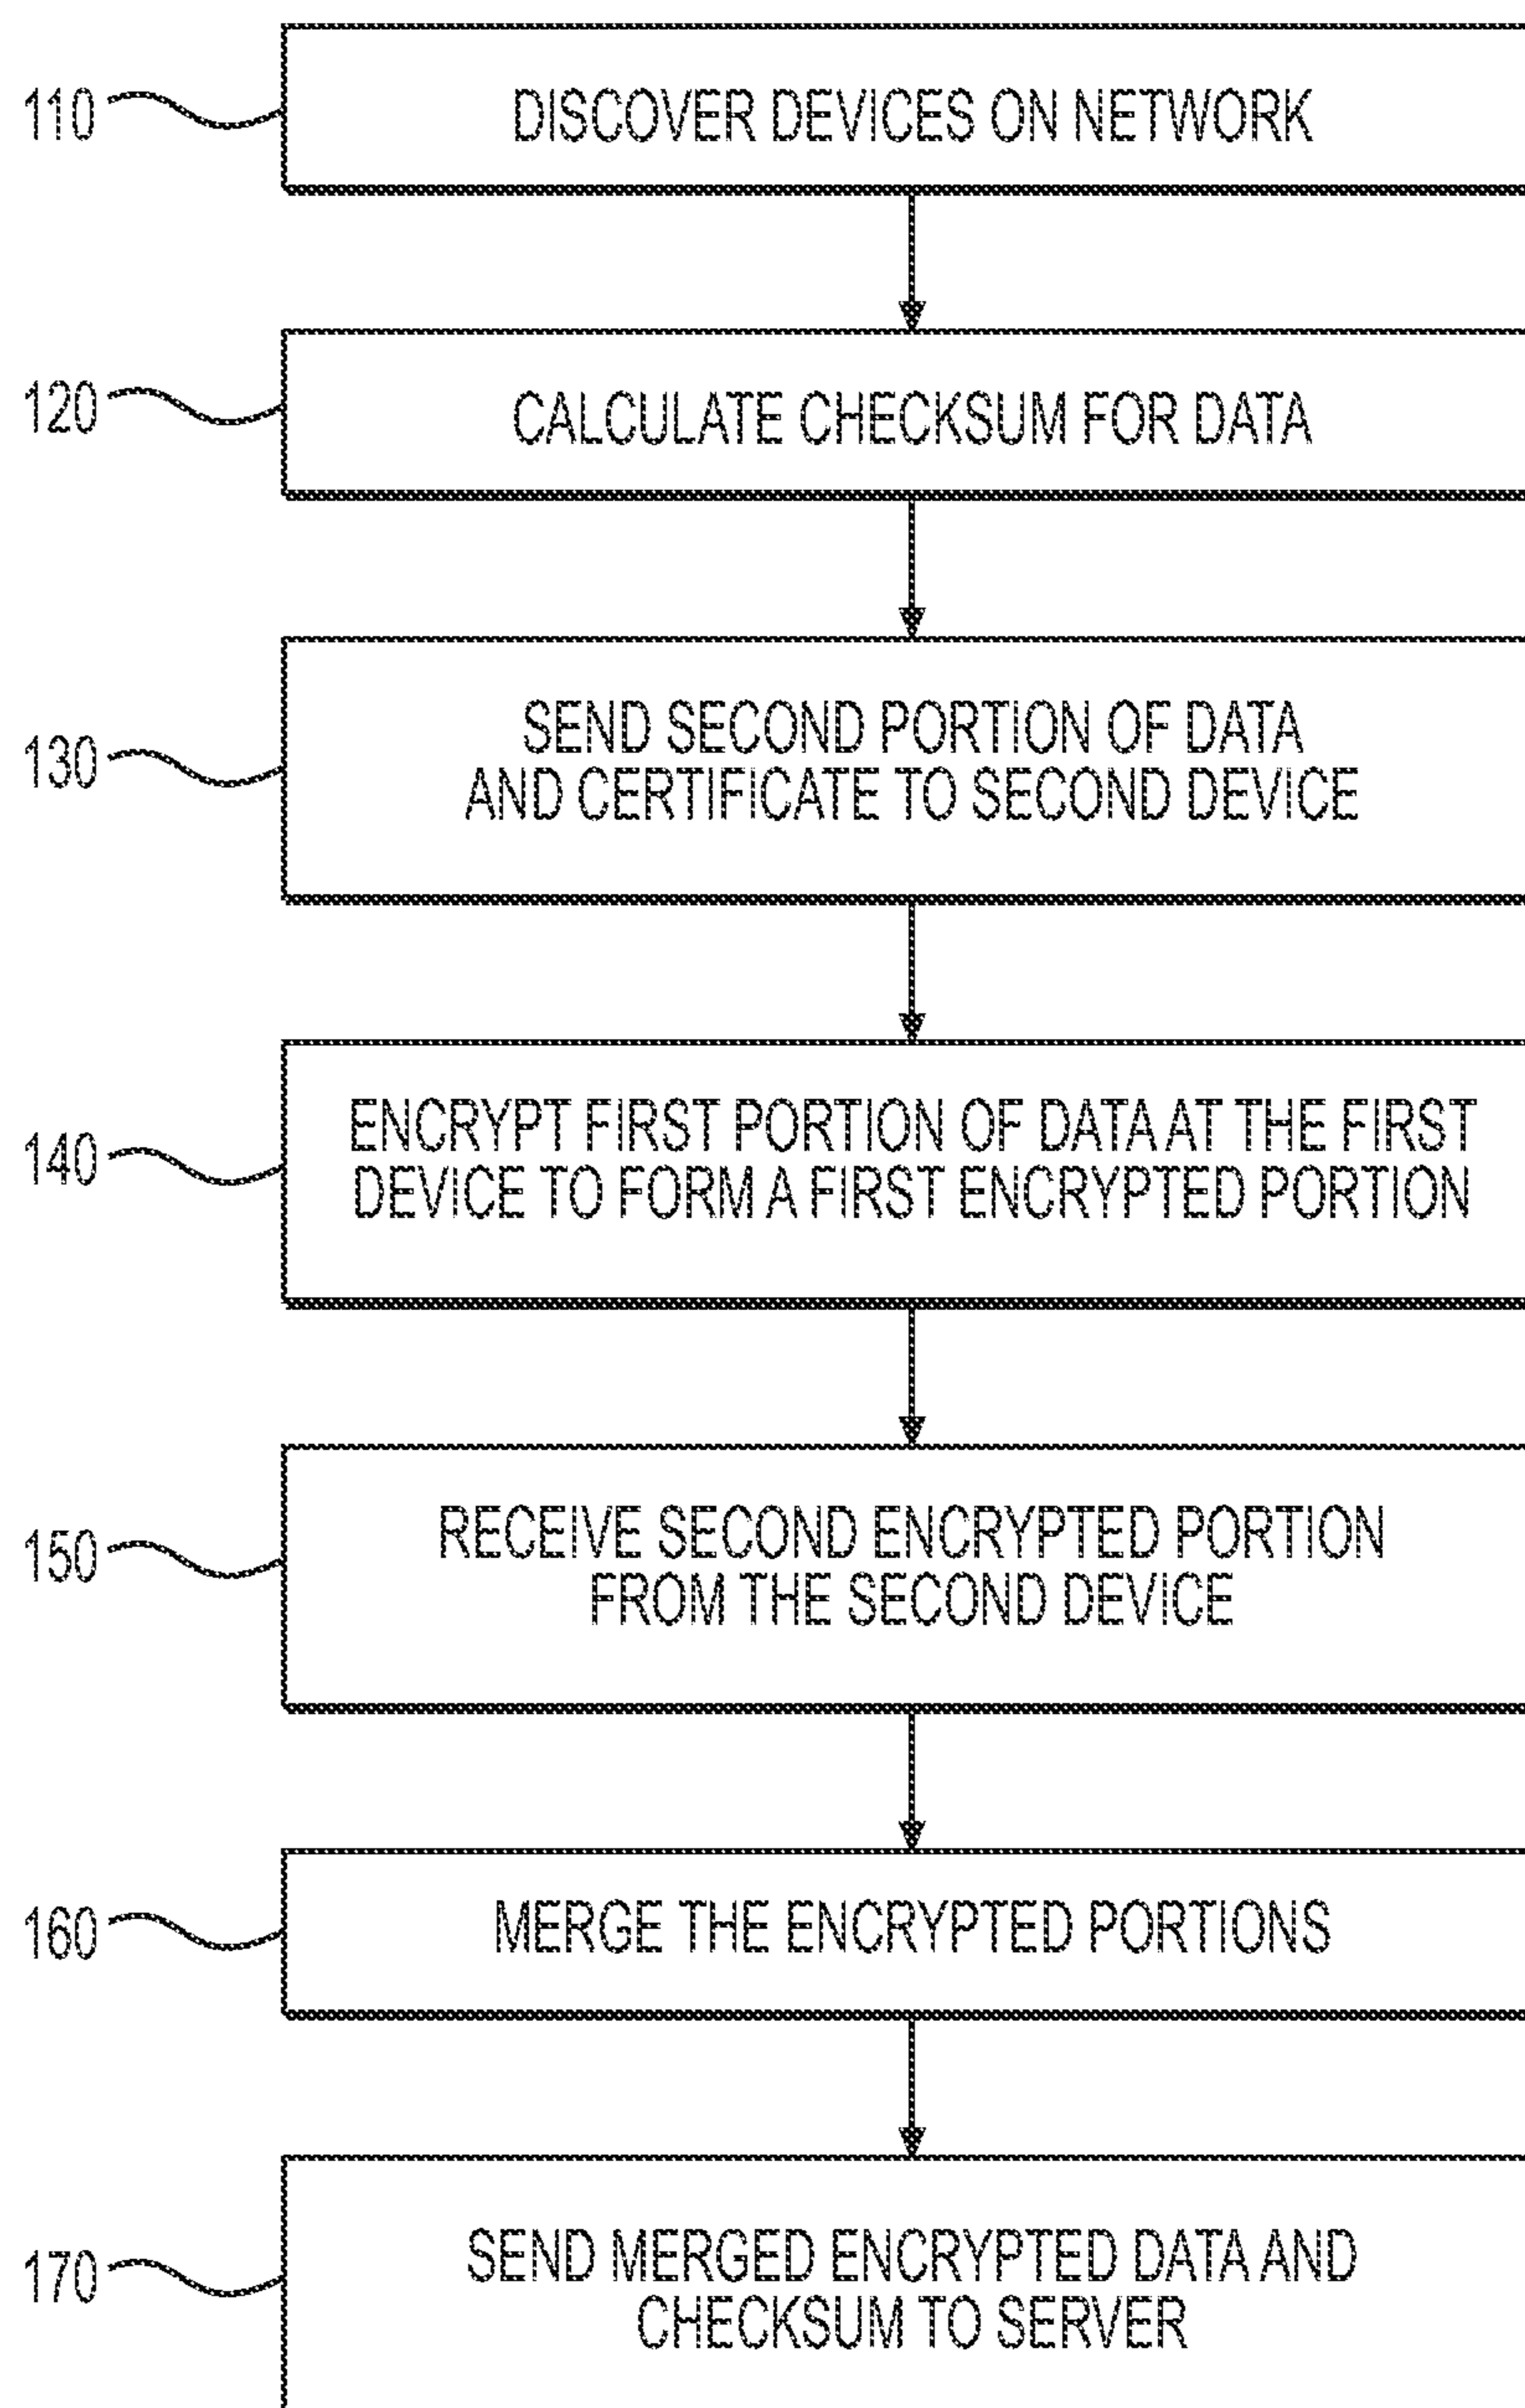 110
DISCOVER DEVICES ON NETWORK
120
CALCULATE CHECKSUM FOR DATA
130
SEND SECOND PORTION OF DATA
AND CERTIFICATE TO SECOND DEVICE
140
ENCRYPT FIRST PORTION OF DATA AT THE FIRST
DEVICE TO FORM A FIRST ENCRYPTED PORTION
150
RECEIVE SECOND ENCRYPTED PORTION
FROM THE SECOND DEVICE
160
MERGE THE ENCRYPTED PORTIONS
170
SEND MERGED ENCRYPTED DATA AND
CHECKSUM TO SERVER